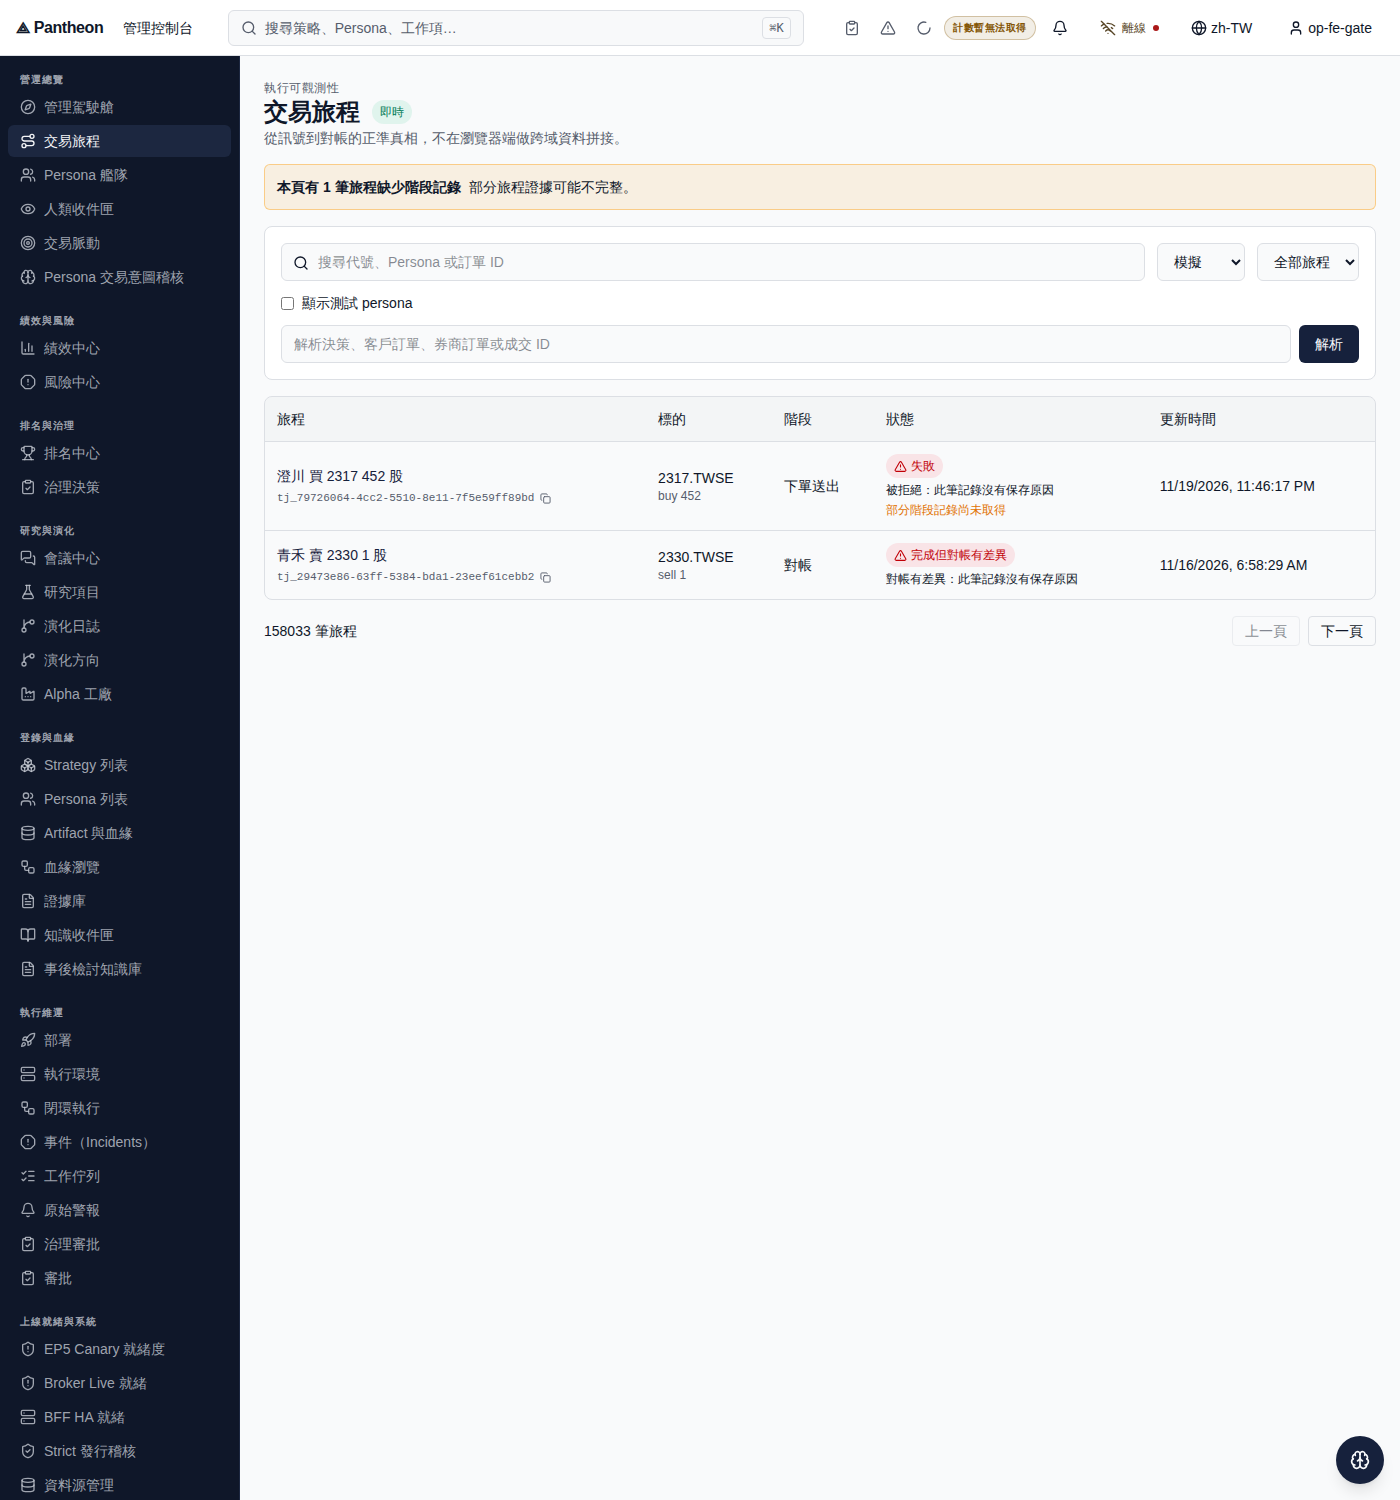 Pantheon
管理控制台
搜尋策略、Persona、工作項…
⌘K
計數暫無法取得
離線
zh-TW
op-fe-gate
營運總覽
管理駕駛艙
交易旅程
Persona 艦隊
人類收件匣
交易脈動
Persona 交易意圖稽核
績效與風險
績效中心
風險中心
排名與治理
排名中心
治理決策
研究與演化
會議中心
研究項目
演化日誌
演化方向
Alpha 工廠
登錄與血緣
Strategy 列表
Persona 列表
Artifact 與血緣
血緣瀏覽
證據庫
知識收件匣
事後檢討知識庫
執行維運
部署
執行環境
閉環執行
事件（Incidents）
工作佇列
原始警報
治理審批
審批
上線就緒與系統
EP5 Canary 就緒度
Broker Live 就緒
BFF HA 就緒
Strict 發行稽核
資料源管理
執行可觀測性
交易旅程
即時
從訊號到對帳的正準真相，不在瀏覽器端做跨域資料拼接。
本頁有 1 筆旅程缺少階段記錄 部分旅程證據可能不完整。
搜尋代號、Persona 或訂單 ID
模擬
全部旅程
顯示測試 persona
解析決策、客戶訂單、券商訂單或成交 ID
解析
旅程 標的 階段 狀態 更新時間
澄川 買 2317 452 股
tj_79726064-4cc2-5510-8e11-7f5e59ff89bd
2317.TWSE
buy 452
下單送出
失敗
被拒絕：此筆記錄沒有保存原因
部分階段記錄尚未取得
11/19/2026, 11:46:17 PM
青禾 賣 2330 1 股
tj_29473e86-63ff-5384-bda1-23eef61cebb2
2330.TWSE
sell 1
對帳
完成但對帳有差異
對帳有差異：此筆記錄沒有保存原因
11/16/2026, 6:58:29 AM
158033 筆旅程
上一頁
下一頁